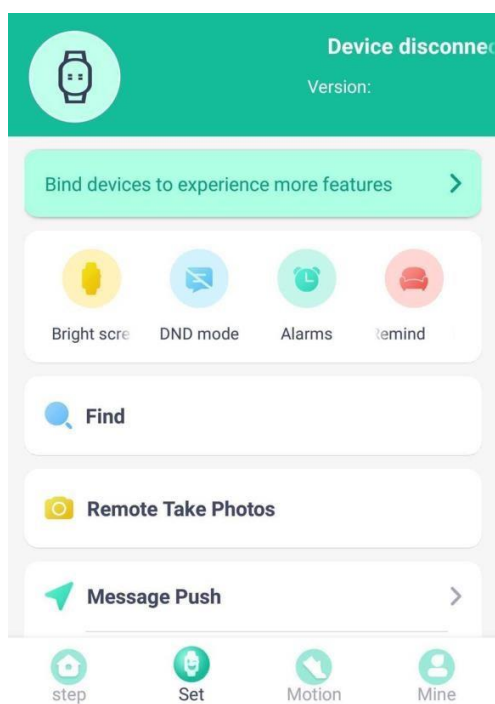 Device disconne
Version:
Bind devices to experience more features
Bright scre
DND mode
Alarms
emind
Find
Remote Take Photos
Message Push
step
Set
Motion
Mine